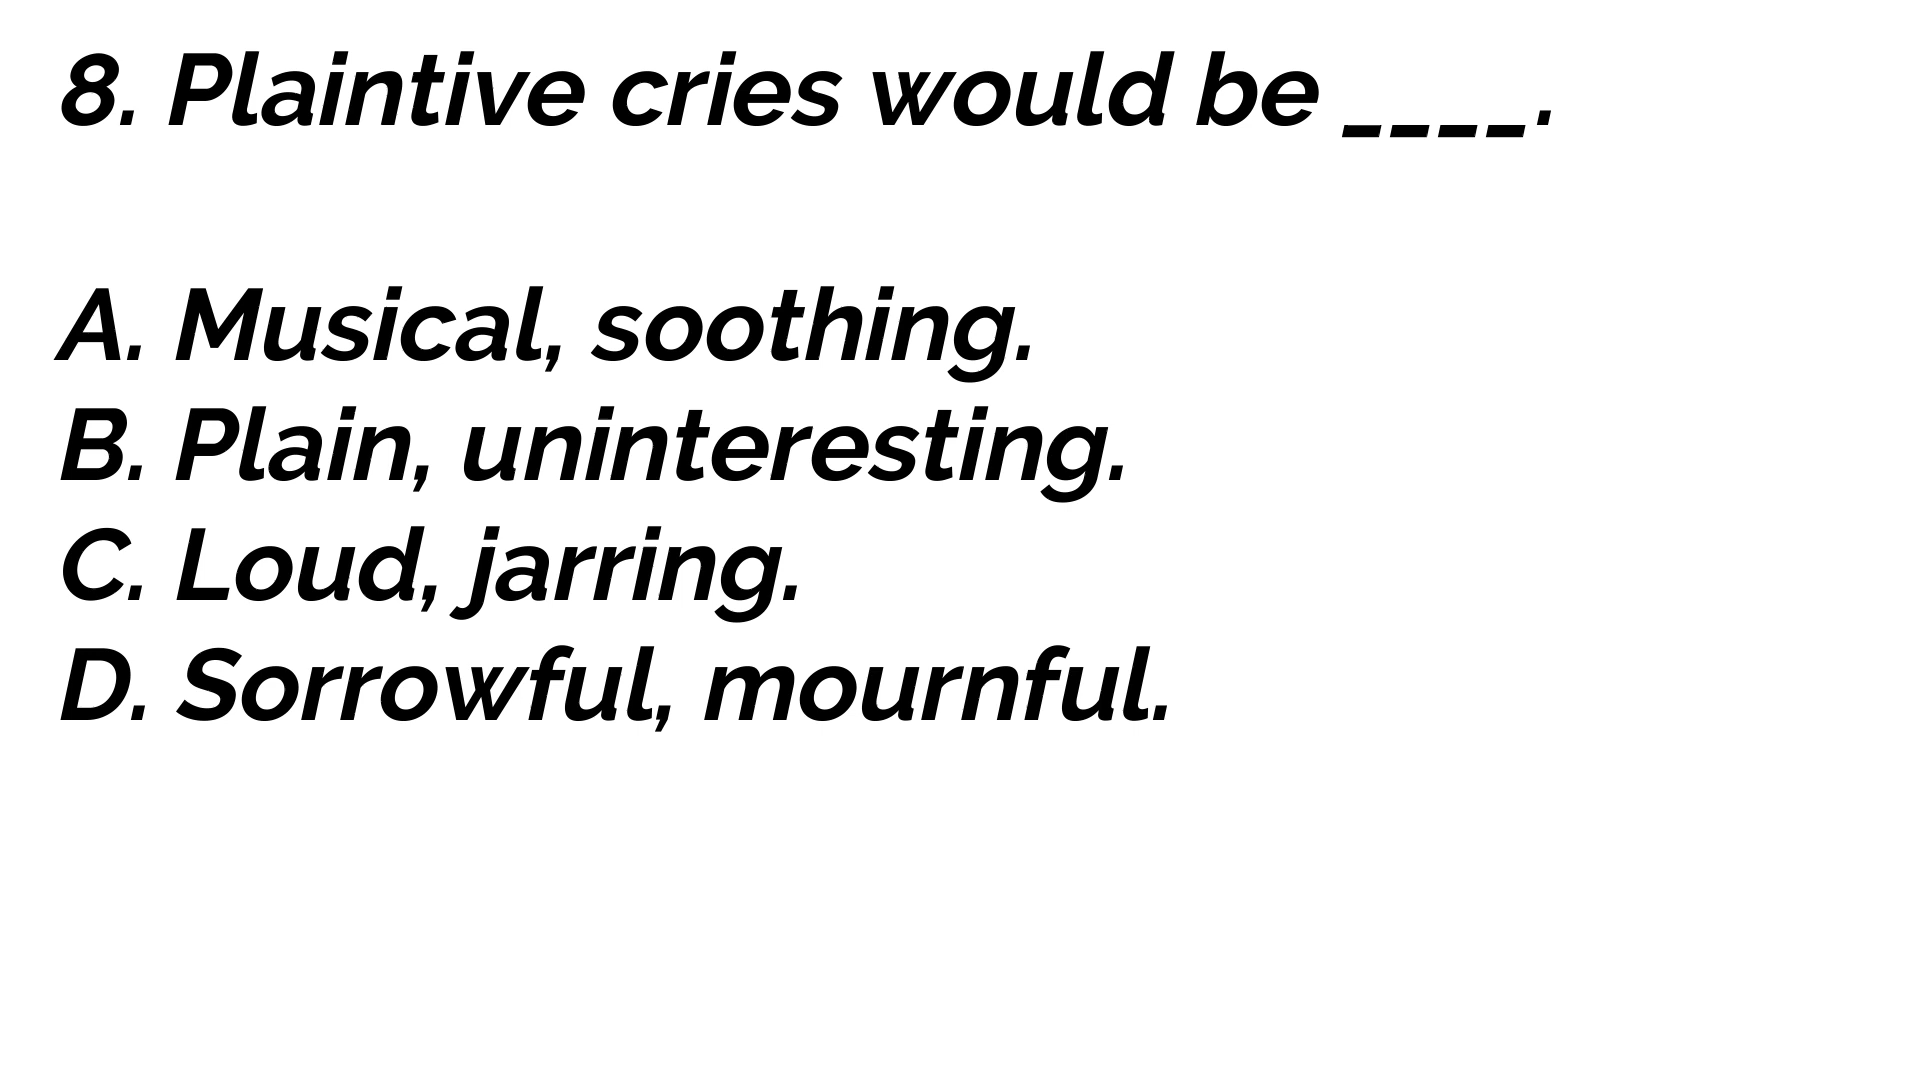 8. Plaintive cries would be ____.
A. Musical, soothing.
B. Plain, uninteresting.
C. Loud, jarring.
D. Sorrowful, mournful.